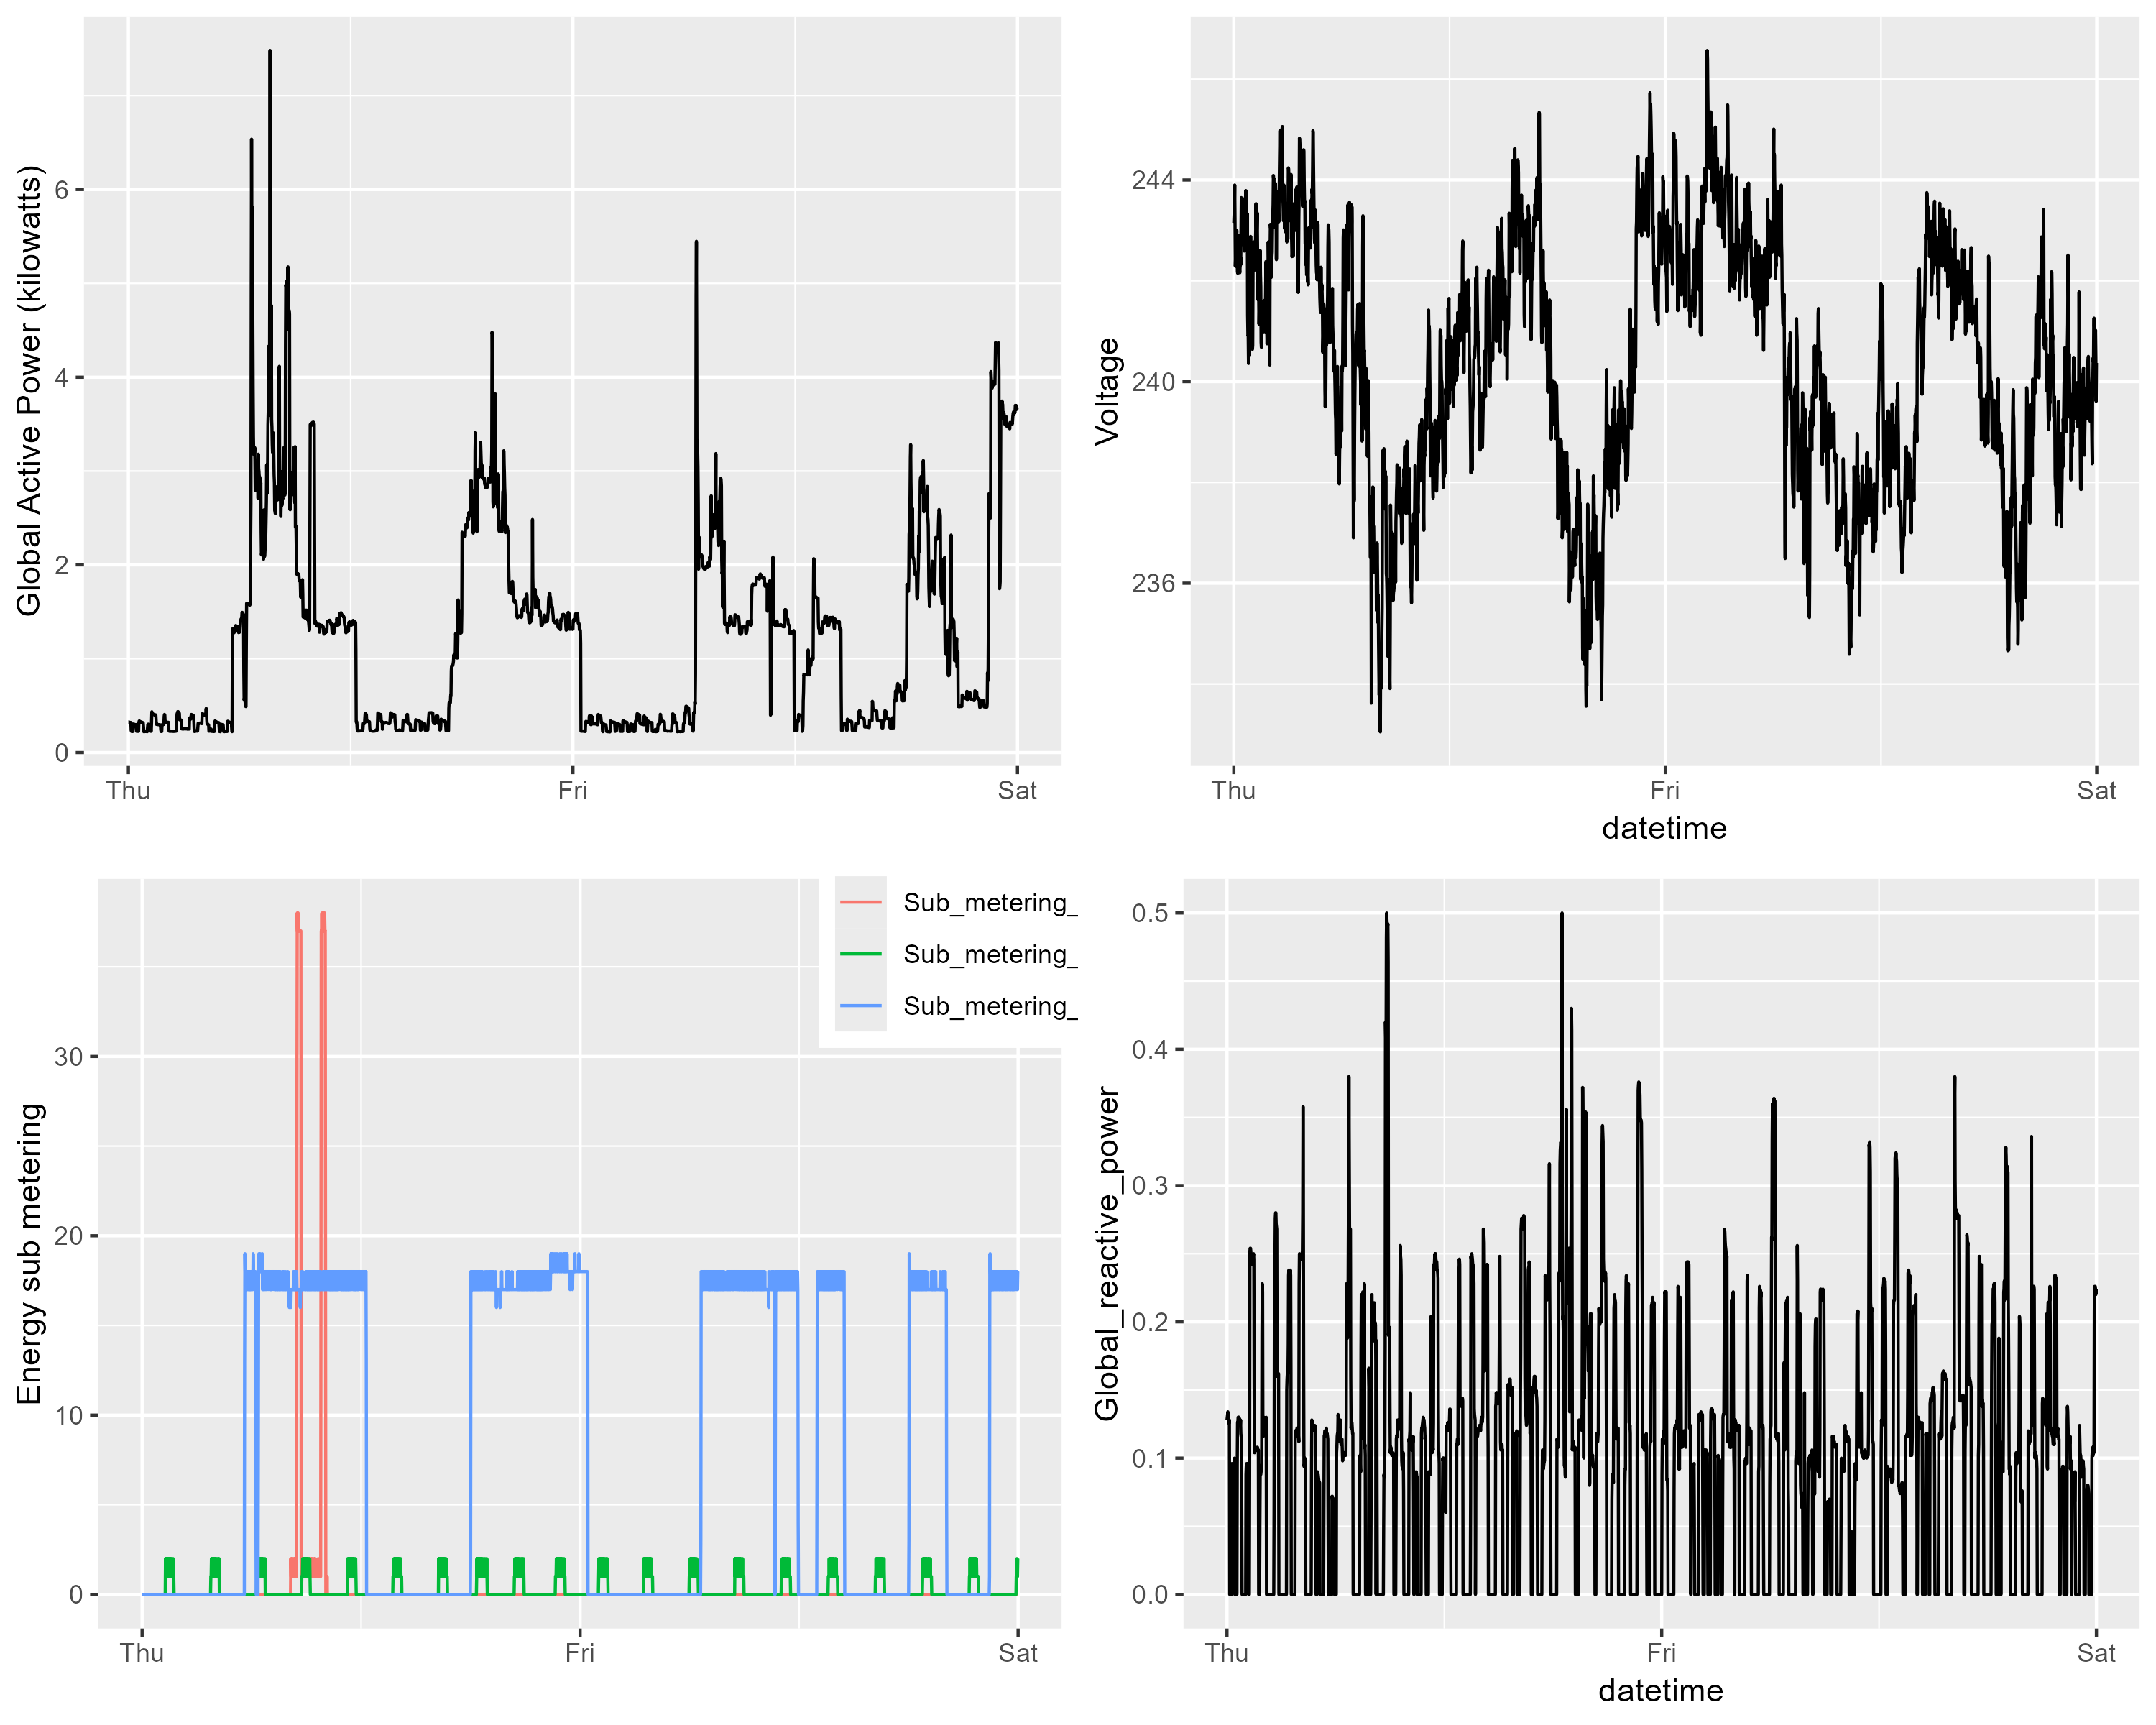 Global Active Power (kilowatts)
6
4
2
0
Thu Fri Sat
Voltage
244
240
236
Thu Fri Sat
datetime
Energy sub metering
30
20
10
0
Thu Fri Sat
Sub_metering_
Sub_metering_
Sub_metering_
Global_reactive_power
0.5
0.4
0.3
0.2
0.1
0.0
Thu Fri Sat
datetime